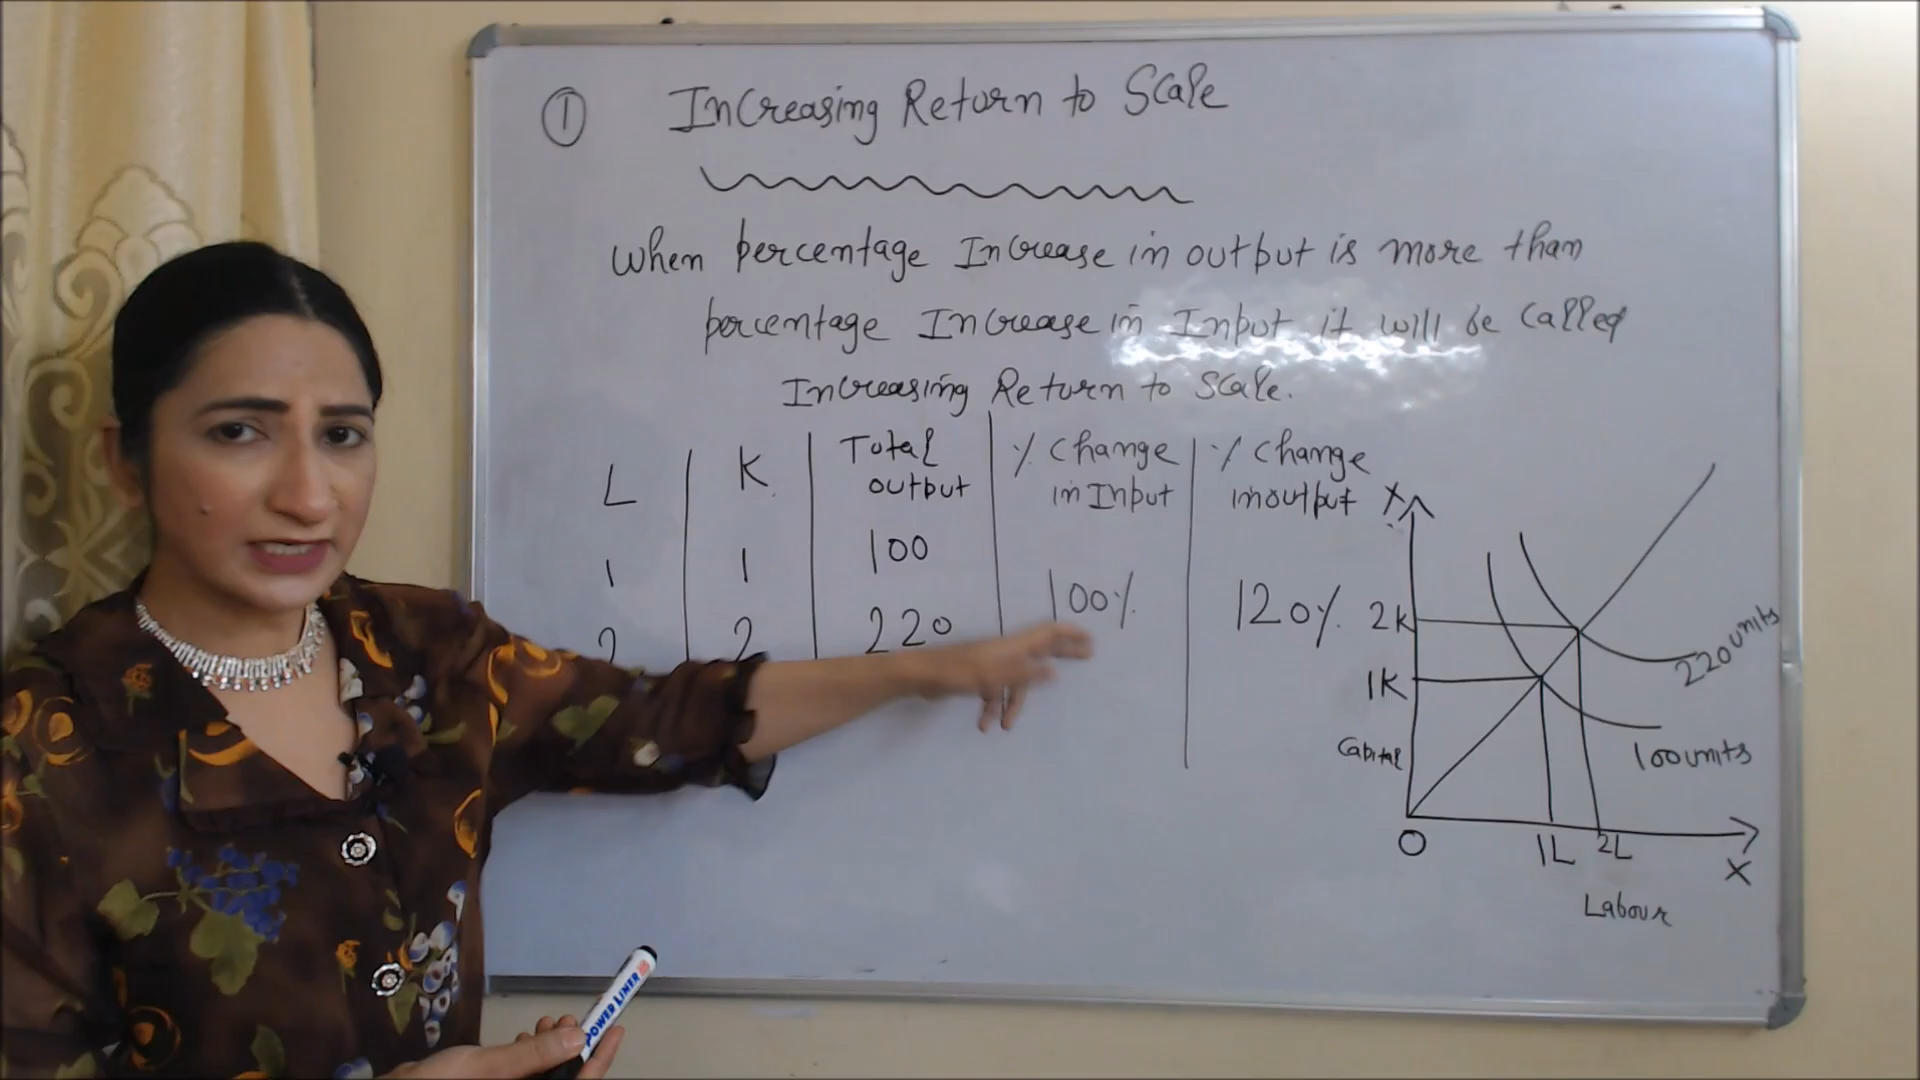 ① Increasing Return to Scale
When percentage Increase in output is more than
percentage Increase in Input it will be called
Increasing Return to Scale.
L K Total output % Change in Input % Change in output
1 1 100
2 2 220 100% 120%
Y
2K
1K
Capital
220 units
100 units
O 1L 2L X
Labour
POWER LINER